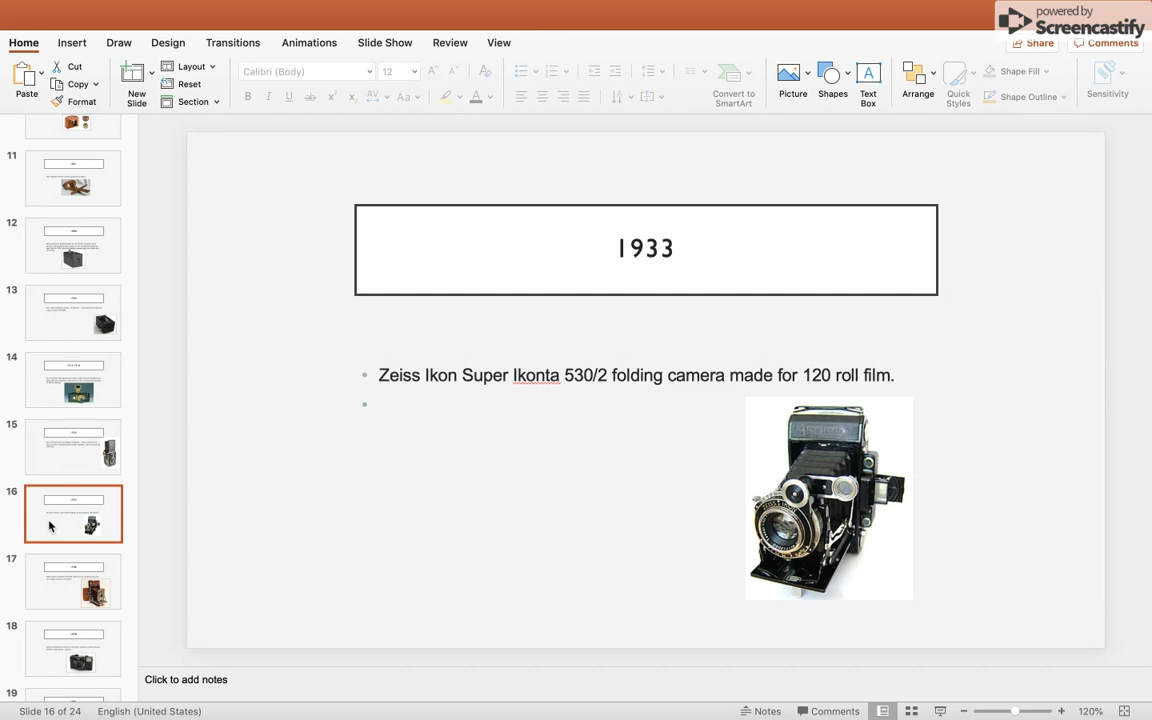 powered by
Screencastify
Home Insert Draw Design Transitions Animations Slide Show Review View
Share Comments
Paste
Cut
Copy
Format
New
Slide
Layout
Reset
Section
Calibri (Body) 12
Convert to
SmartArt
Picture
Shapes
Text
Box
Arrange
Quick
Styles
Shape Fill
Shape Outline
Sensitivity
11
12
13
14
15
16
17
18
19
1933
Zeiss Ikon Super Ikonta 530/2 folding camera made for 120 roll film.
Click to add notes
Slide 16 of 24 English (United States) Notes Comments 120%